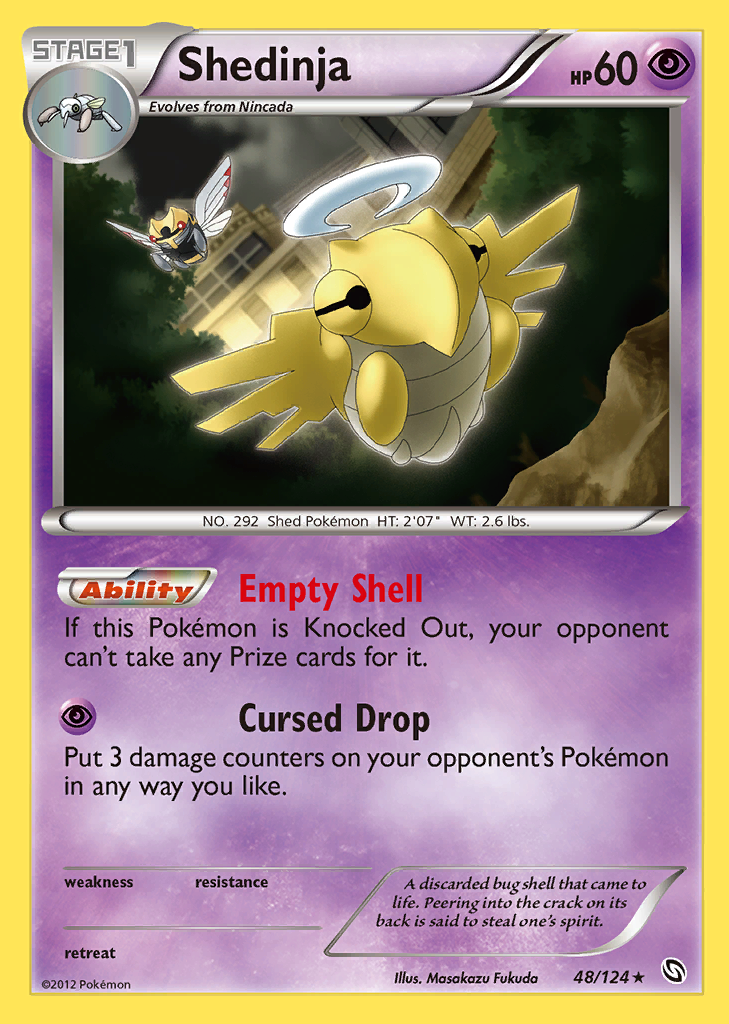 STAGE1
Shedinja
HP60
Evolves from Nincada
NO. 292 Shed Pokémon HT: 2'07" WT: 2.6 lbs.
Ability Empty Shell
If this Pokémon is Knocked Out, your opponent
can't take any Prize cards for it.
Cursed Drop
Put 3 damage counters on your opponent's Pokémon
in any way you like.
weakness resistance
A discarded bug shell that came to
life. Peering into the crack on its
back is said to steal one's spirit.
retreat
©2012 Pokémon
Illus. Masakazu Fukuda
48/124 ★